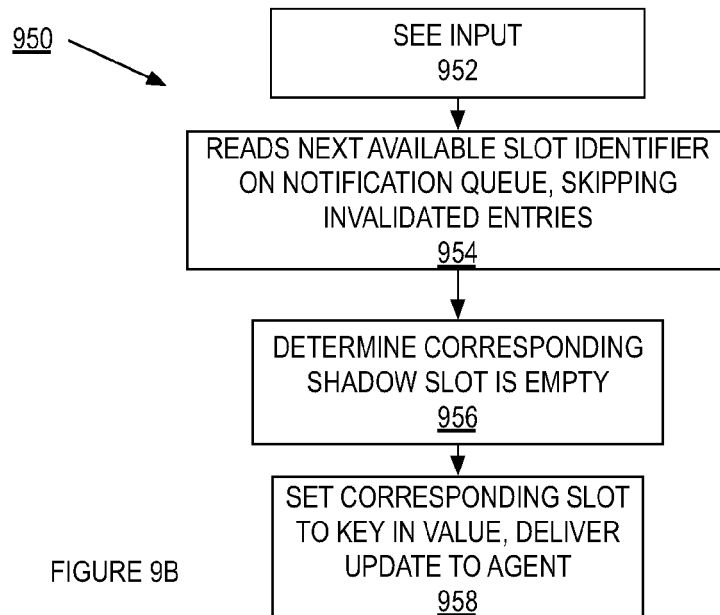 950
SEE INPUT
952
READS NEXT AVAILABLE SLOT IDENTIFIER
ON NOTIFICATION QUEUE, SKIPPING
INVALIDATED ENTRIES
954
DETERMINE CORRESPONDING
SHADOW SLOT IS EMPTY
956
SET CORRESPONDING SLOT
TO KEY IN VALUE, DELIVER
UPDATE TO AGENT
958
FIGURE 9B